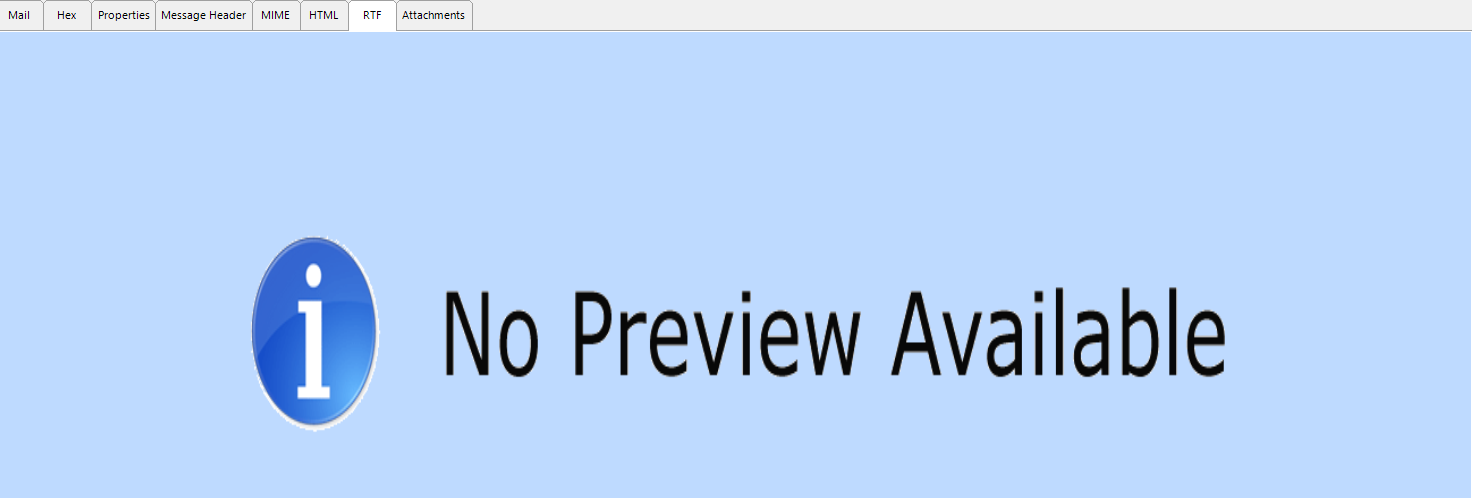 Mail Hex Properties Message Header MIME HTML RTF Attachments
No Preview Available